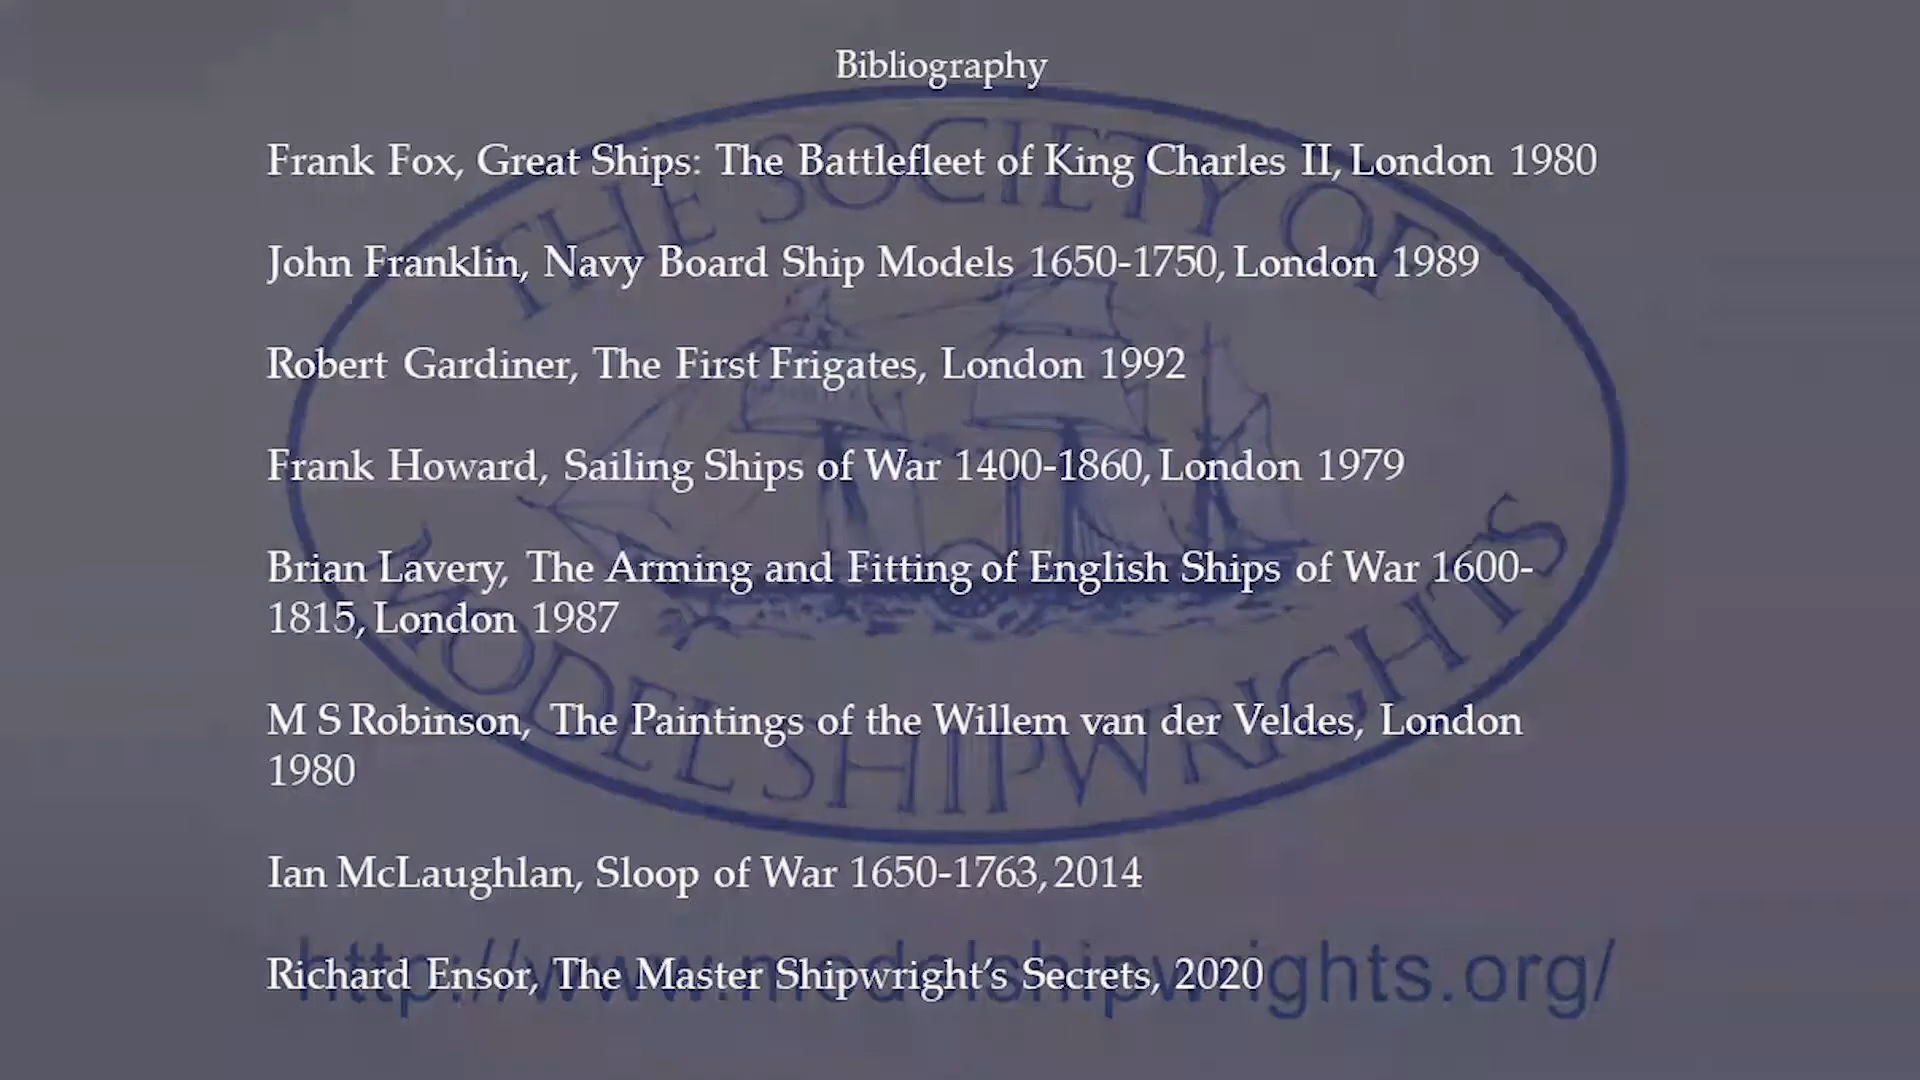 Bibliography
Frank Fox, Great Ships: The Battlefleet of King Charles II, London 1980
John Franklin, Navy Board Ship Models 1650-1750, London 1989
Robert Gardiner, The First Frigates, London 1992
Frank Howard, Sailing Ships of War 1400-1860, London 1979
Brian Lavery, The Arming and Fitting of English Ships of War 1600-
1815, London 1987
M S Robinson, The Paintings of the Willem van der Veldes, London
1980
Ian McLaughlan, Sloop of War 1650-1763, 2014
Richard Ensor, The Master Shipwright's Secrets, 2020
THE SOCIETY OF
MODEL SHIPWRIGHTS
http://www.modelshipwrights.org/